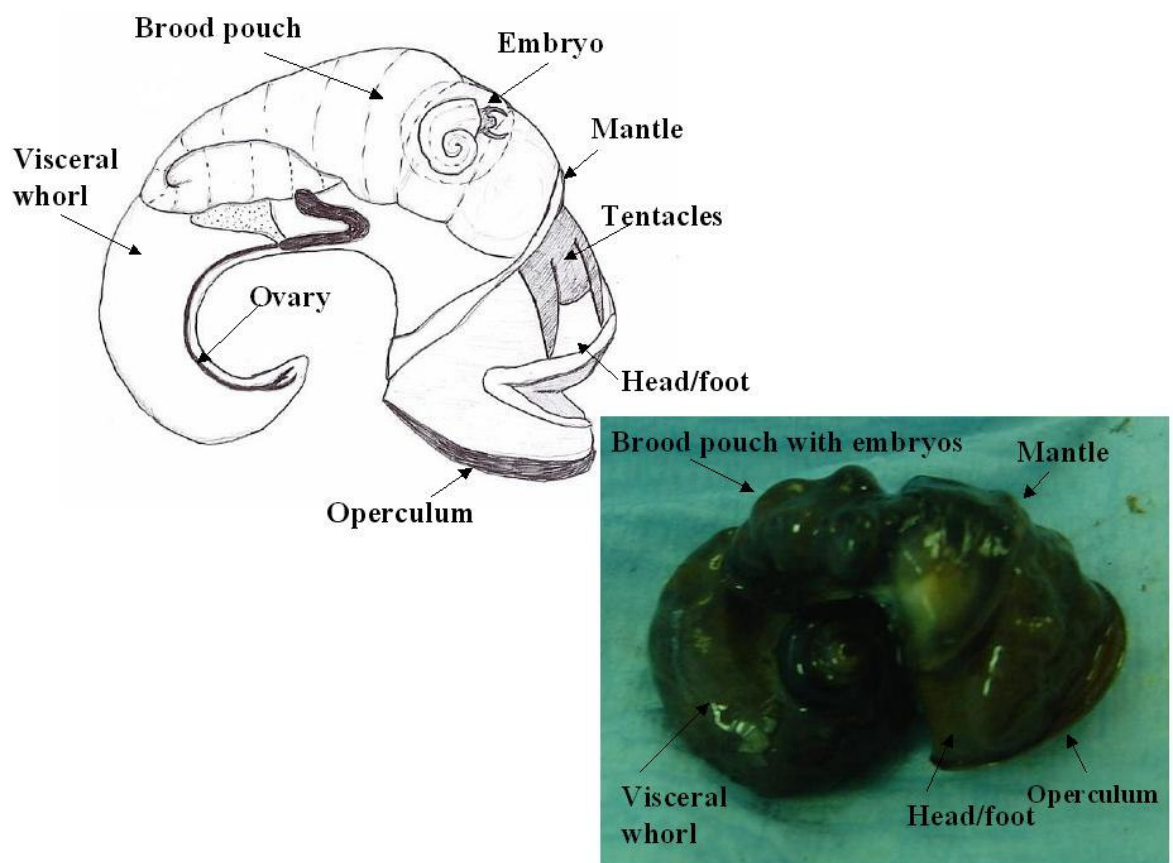 Brood pouch
Embryo
Mantle
Visceral
whorl
Tentacles
Ovary
Head/foot
Operculum
Brood pouch with embryos
Mantle
Visceral
whorl
Head/foot
Operculum